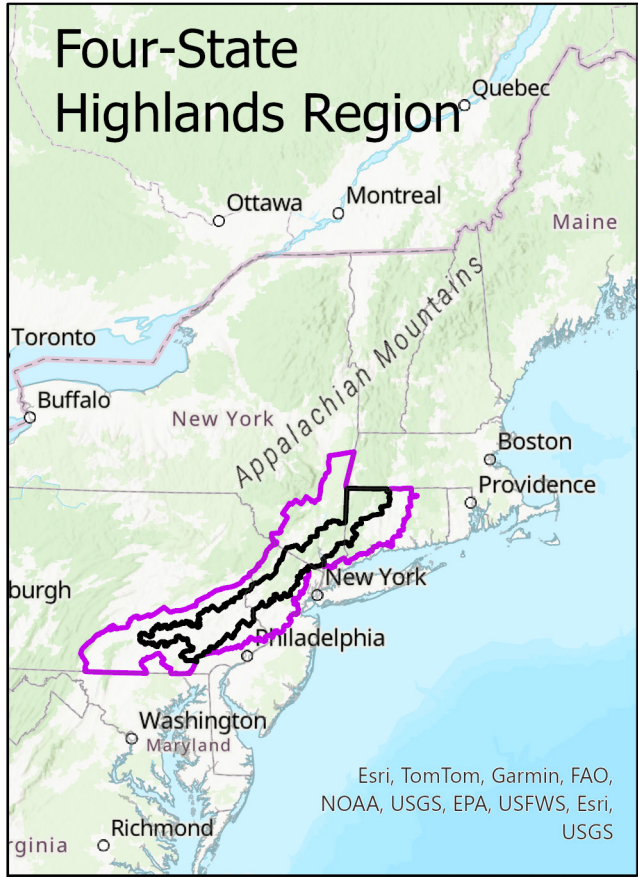 Four-State
Highlands Region
Quebec
Ottawa
Montreal
Maine
Toronto
Appalachian Mountains
Buffalo
New York
Boston
Providence
burgh
New York
Philadelphia
Washington
Maryland
Esri, TomTom, Garmin, FAO,
NOAA, USGS, EPA, USFWS, Esri,
USGS
Richmond
rginia